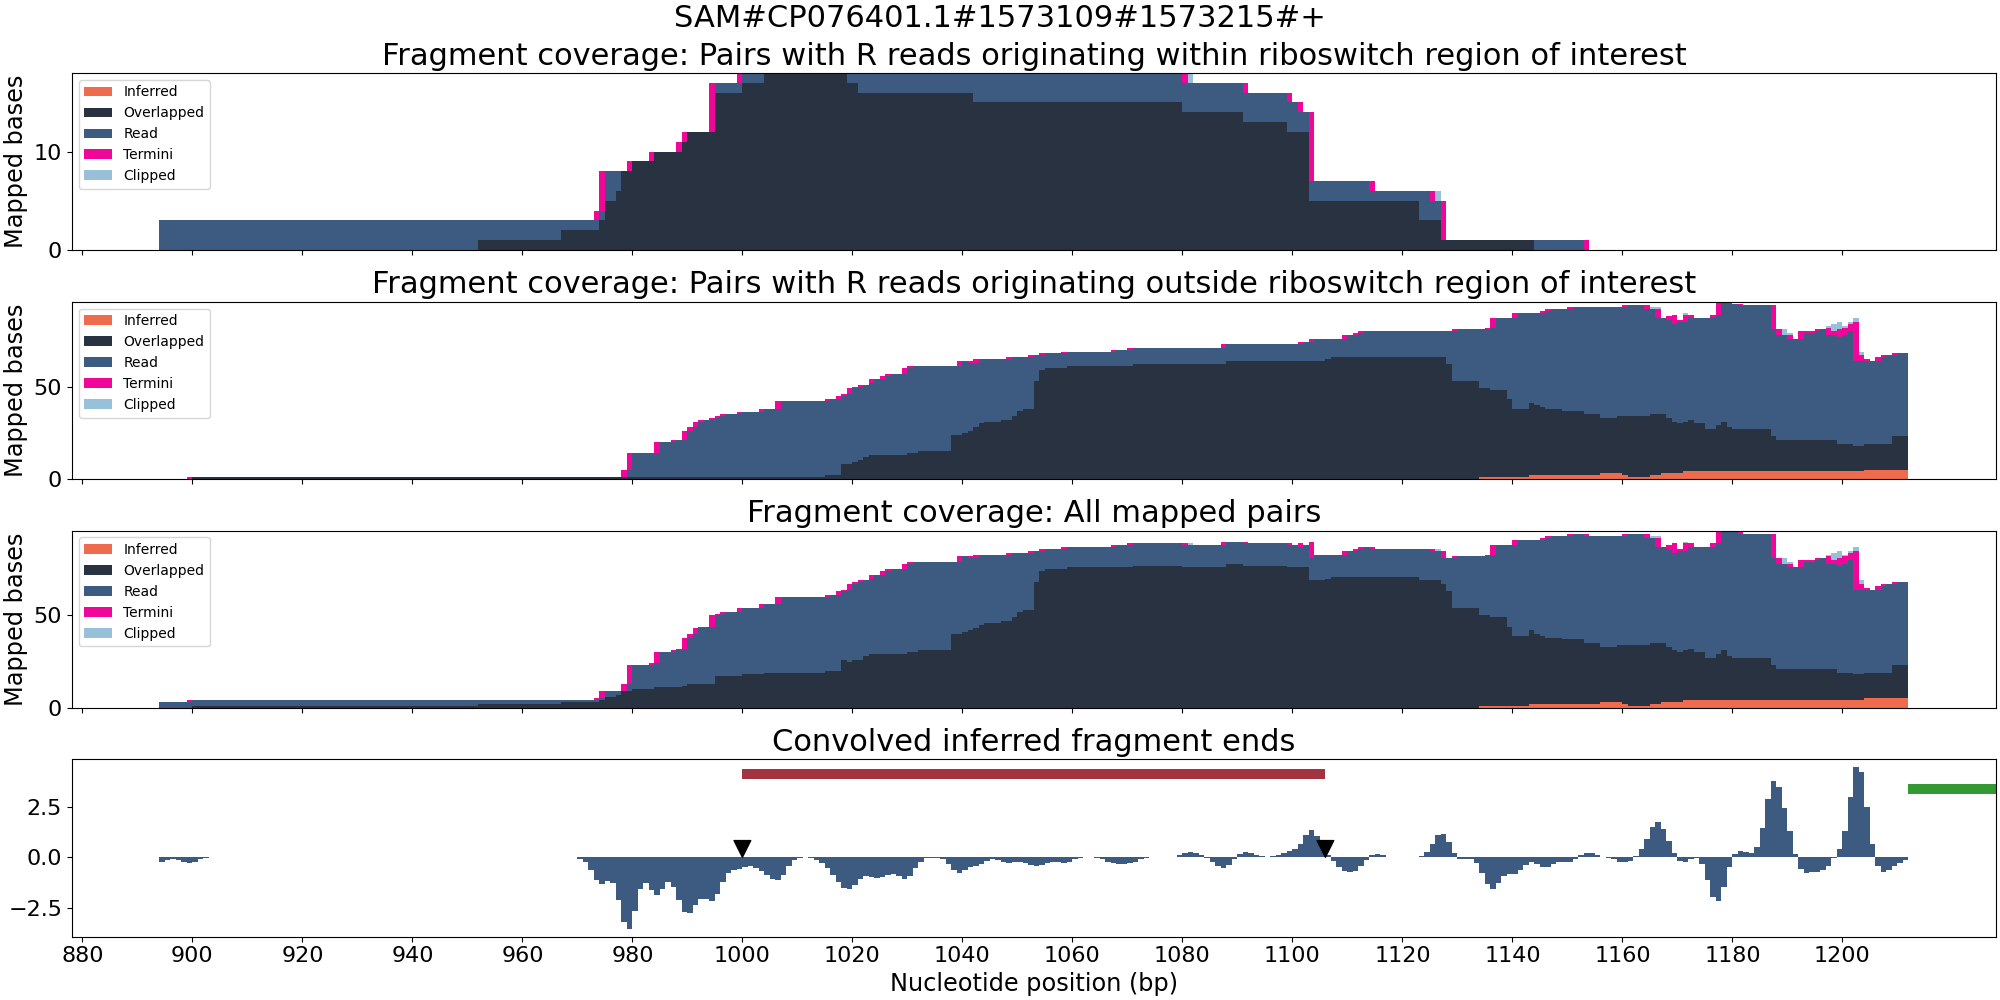 SAM#CP076401.1#1573109#1573215#+
Fragment coverage: Pairs with R reads originating within riboswitch region of interest
Mapped bases
10
0
Inferred
Overlapped
Read
Termini
Clipped
Fragment coverage: Pairs with R reads originating outside riboswitch region of interest
Mapped bases
50
0
Inferred
Overlapped
Read
Termini
Clipped
Fragment coverage: All mapped pairs
Mapped bases
50
0
Inferred
Overlapped
Read
Termini
Clipped
Convolved inferred fragment ends
2.5
0.0
−2.5
880 900 920 940 960 980 1000 1020 1040 1060 1080 1100 1120 1140 1160 1180 1200
Nucleotide position (bp)